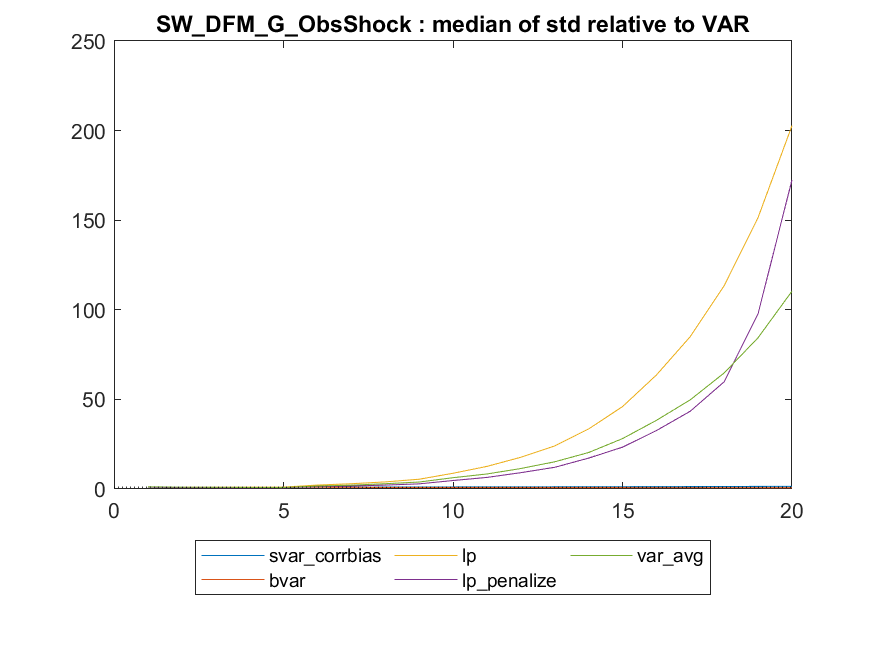 SW_DFM_G_ObsShock : median of std relative to VAR
250
200
150
100
50
0
0 5 10 15 20
svar_corrbias lp var_avg
bvar lp_penalize